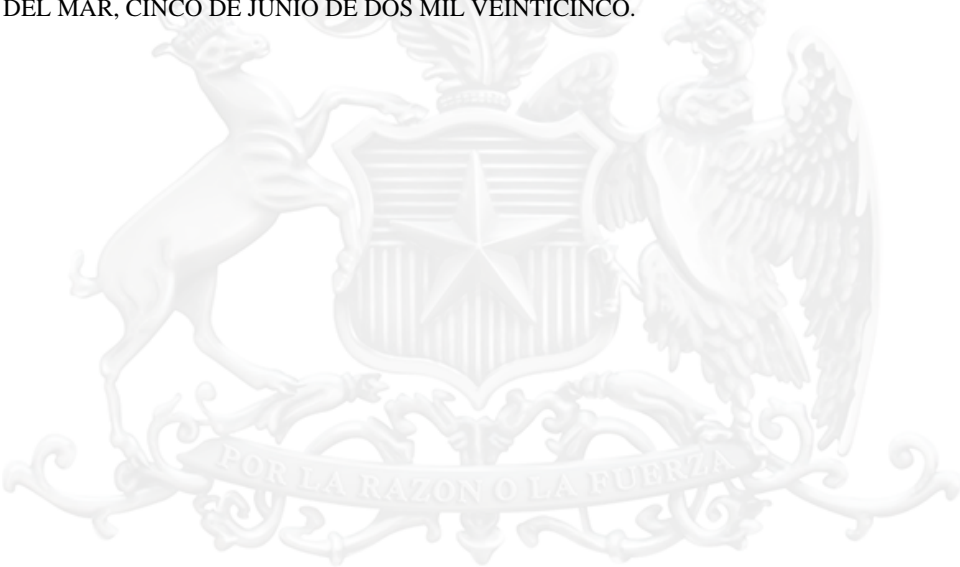 DEL MAR, CINCO DE JUNIO DE DOS MIL VEINTICINCO.
POR LA RAZON O LA FUERZA